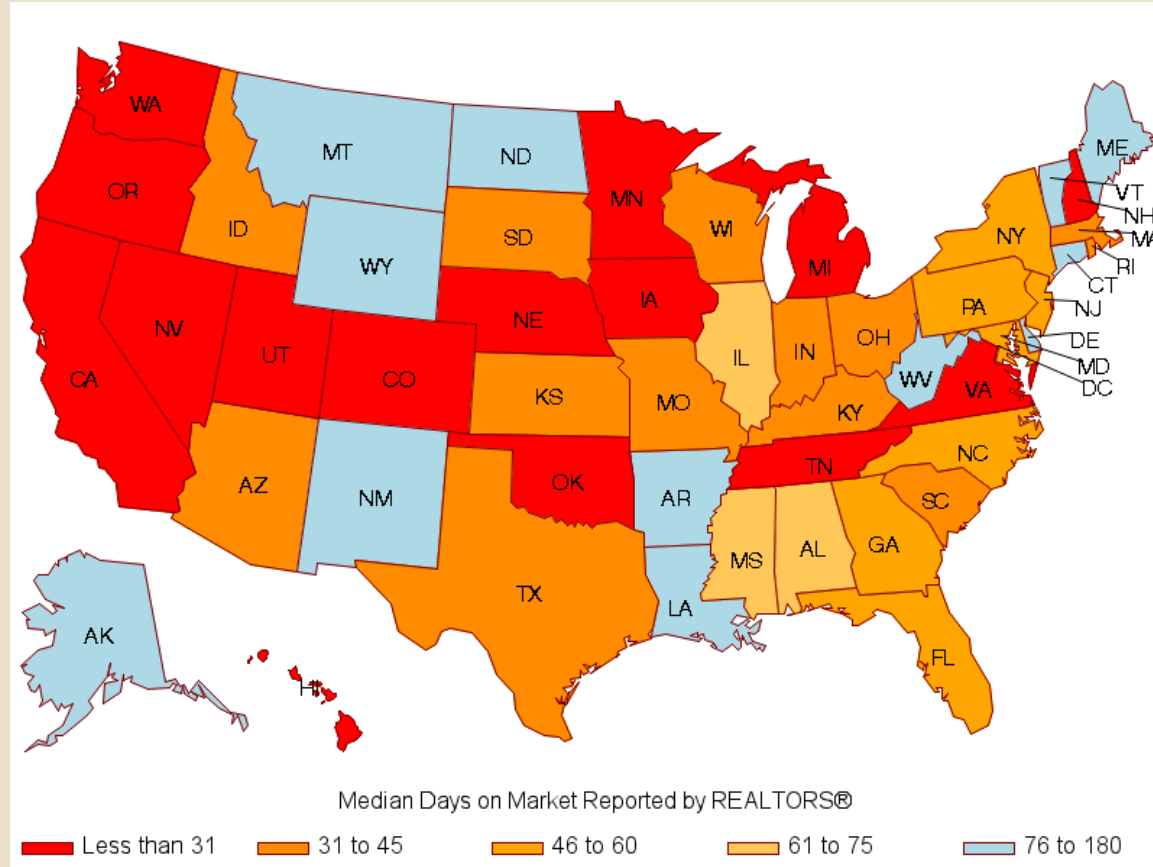 WA
MT
ND
ME
VT
OR
MN
NH
ID
SD
WI
NY
MA
WY
MI
RI
CT
IA
PA
NJ
NE
NV
OH
DE
UT
IL
IN
CA
CO
WV
MD
VA
DC
KS
MO
KY
NC
TN
AZ
OK
NM
AR
SC
GA
MS
AL
TX
LA
AK
FL
HI
Median Days on Market Reported by REALTORS®
Less than 31
31 to 45
46 to 60
61 to 75
76 to 180